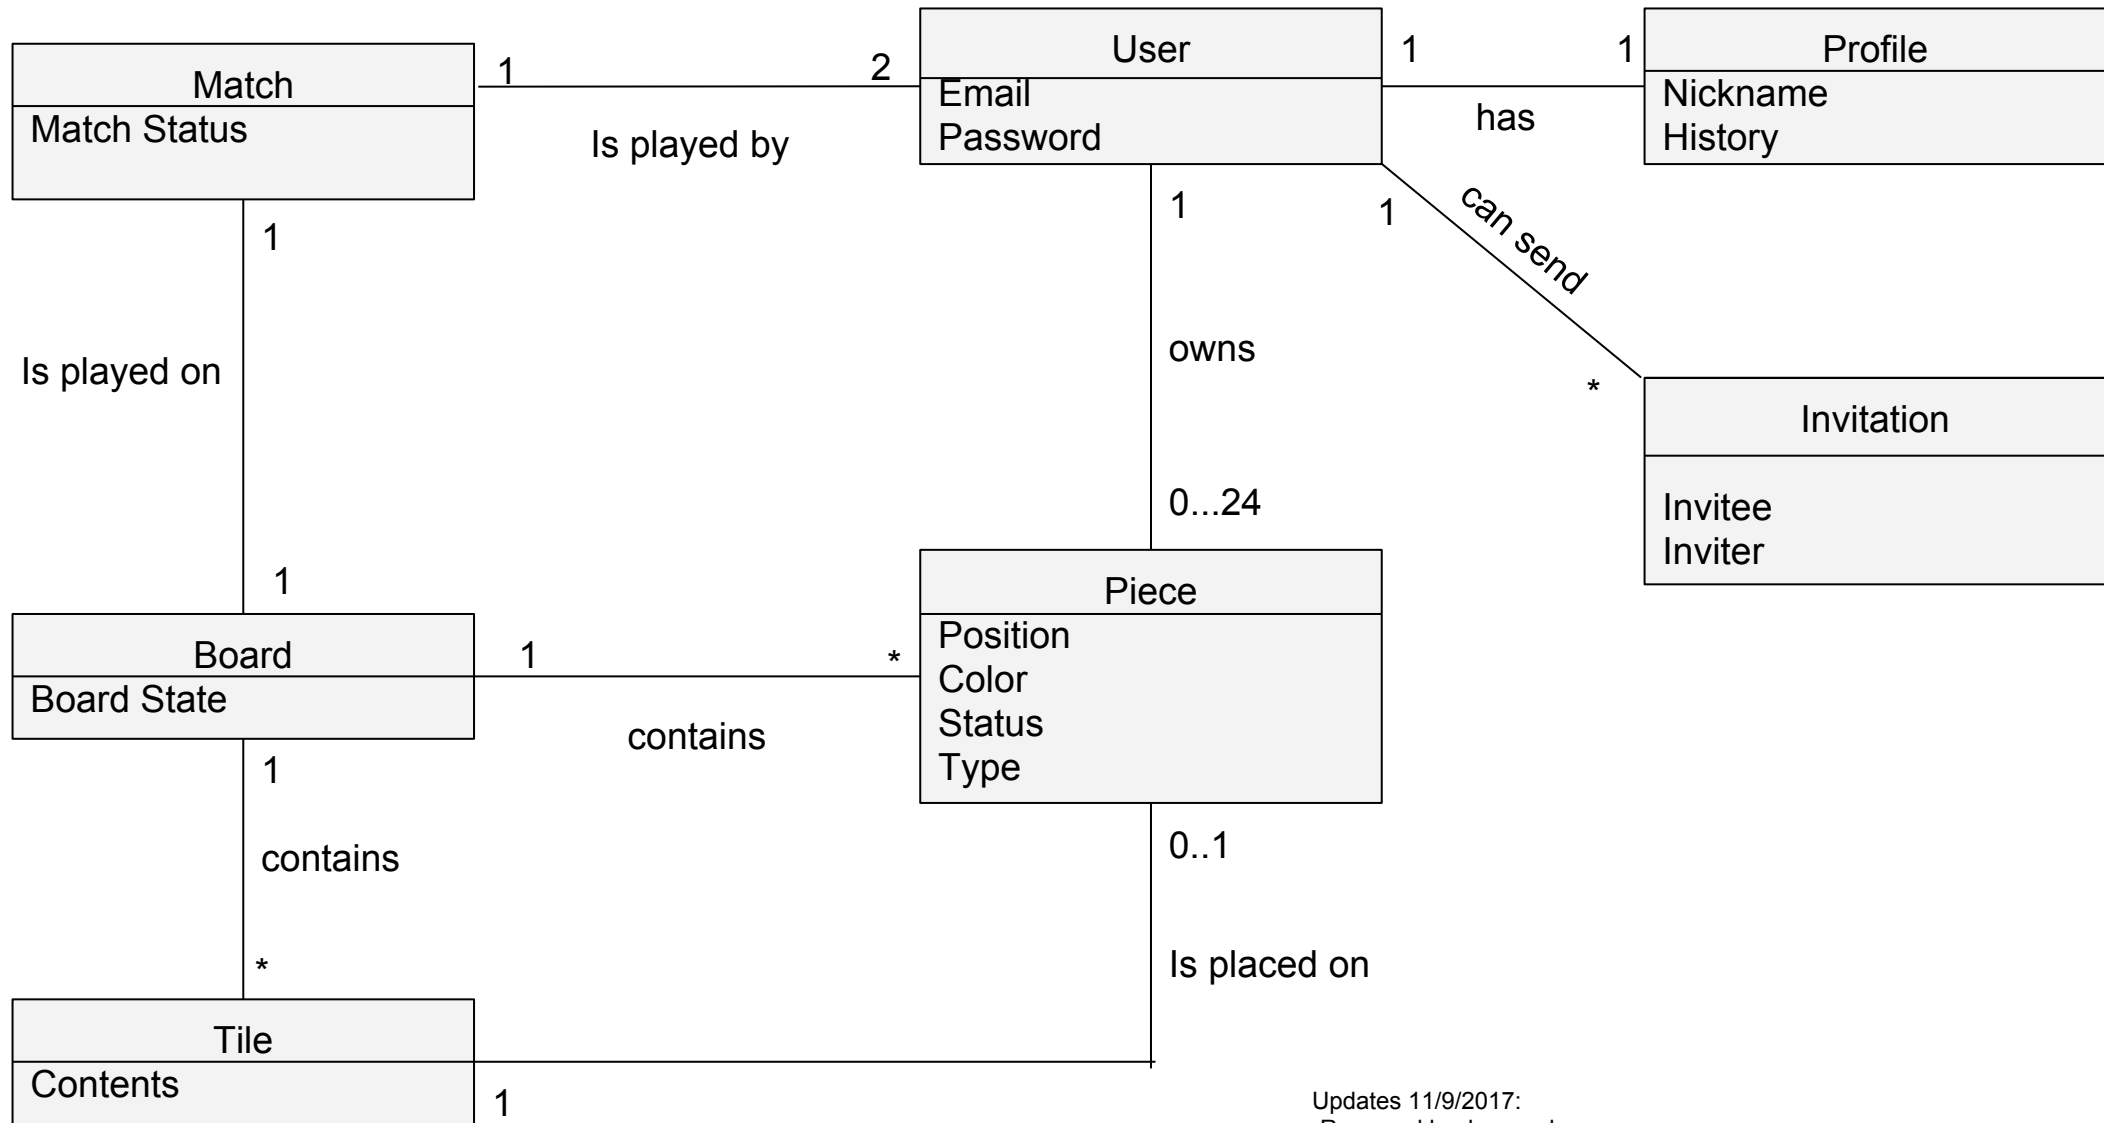 Match
Match Status
1
2
Is played by
User
Email
Password
1
1
has
Profile
Nickname
History
1
Is played on
1
1
owns
0...24
1
can send
*
Invitation
Invitee
Inviter
Board
Board State
1
*
contains
Piece
Position
Color
Status
Type
1
contains
*
0..1
Is placed on
Tile
Contents
1
Updates 11/9/2017: